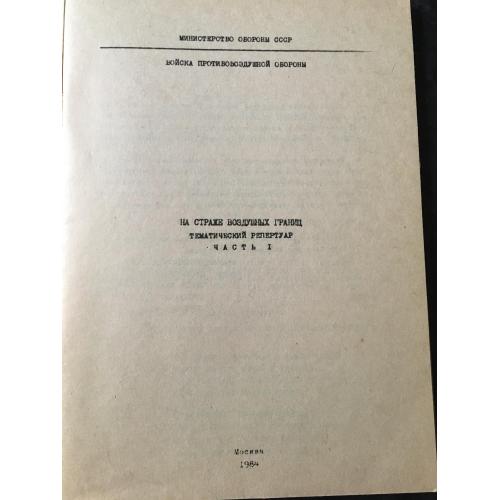 МИНИСТЕРСТВО ОБОРОНЫ СССР
ВОЙСКА ПРОТИВОВОЗДУШНОЙ ОБОРОНЫ
НА СТРАЖЕ ВОЗДУШНЫХ ГРАНИЦ
ТЕМАТИЧЕСКИЙ РЕПЕРТУАР
ЧАСТЬ I
Москва
1984